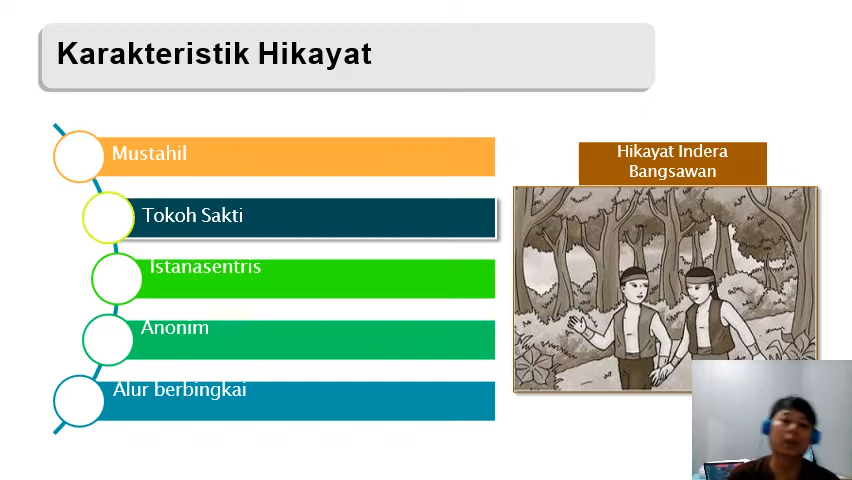 Karakteristik Hikayat
Mustahil
Tokoh Sakti
Istanasentris
Anonim
Alur berbingkai
Hikayat Indera
Bangsawan